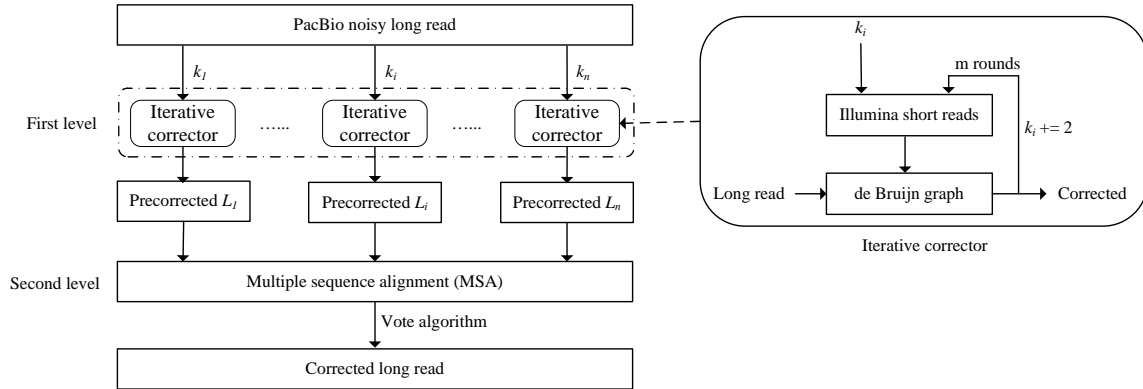 PacBio noisy long read
k1
ki
kn
First level
Iterative
corrector
…...
Iterative
corrector
…...
Iterative
corrector
Precorrected L1
Precorrected Li
Precorrected Ln
Second level
Multiple sequence alignment (MSA)
Vote algorithm
Corrected long read
ki
m rounds
Illumina short reads
ki += 2
Long read
de Bruijn graph
Corrected
Iterative corrector